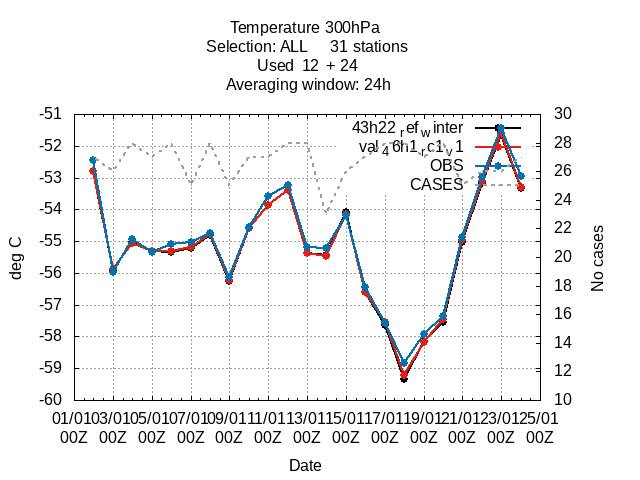 Temperature 300hPa
Selection: ALL 31 stations
Used 12 + 24
Averaging window: 24h
-51
-52
-53
-54
-55
-56
-57
-58
-59
-60
deg C
30
28
26
24
22
20
18
16
14
12
10
No cases
43h22_ref_winter
val_46h1_rc1_v1
OBS
CASES
01/01 03/01 05/01 07/01 09/01 11/01 13/01 15/01 17/01 19/01 21/01 23/01 25/01
00Z 00Z 00Z 00Z 00Z 00Z 00Z 00Z 00Z 00Z 00Z 00Z 00Z
Date